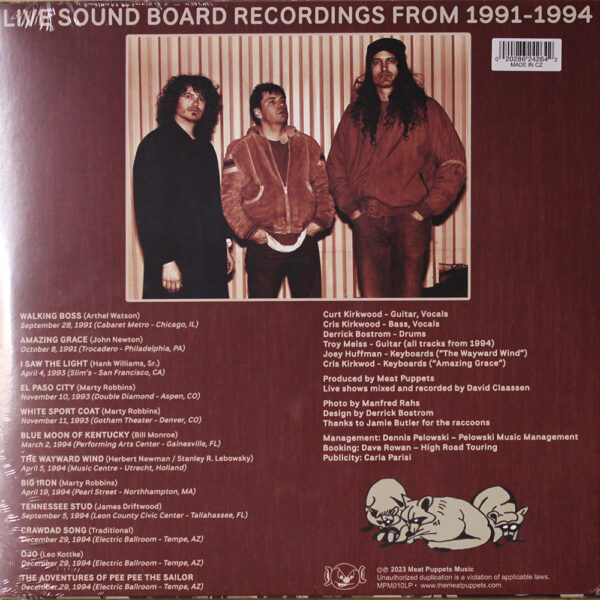 LIVE SOUND BOARD RECORDINGS FROM 1991-1994
0 20286 24264 2
MADE IN CZ
WALKING BOSS (Arthel Watson)
September 28, 1991 (Cabaret Metro - Chicago, IL)
AMAZING GRACE (John Newton)
October 8, 1991 (Trocadero - Philadelphia, PA)
I SAW THE LIGHT (Hank Williams, Sr.)
April 4, 1993 (Slim's - San Francisco, CA)
EL PASO CITY (Marty Robbins)
November 10, 1993 (Double Diamond - Aspen, CO)
WHITE SPORT COAT (Marty Robbins)
November 11, 1993 (Gotham Theater - Denver, CO)
BLUE MOON OF KENTUCKY (Bill Monroe)
March 2, 1994 (Performing Arts Center - Gainesville, FL)
THE WAYWARD WIND (Herbert Newman / Stanley R. Lebowsky)
April 5, 1994 (Music Centre - Utrecht, Holland)
BIG IRON (Marty Robbins)
April 19, 1994 (Pearl Street - Northhampton, MA)
TENNESSEE STUD (James Driftwood)
September 5, 1994 (Leon County Civic Center - Tallahassee, FL)
CRAWDAD SONG (Traditional)
December 29, 1994 (Electric Ballroom - Tempe, AZ)
OJO (Leo Kottke)
December 29, 1994 (Electric Ballroom - Tempe, AZ)
THE ADVENTURES OF PEE PEE THE SAILOR
December 29, 1994 (Electric Ballroom - Tempe, AZ)
Curt Kirkwood - Guitar, Vocals
Cris Kirkwood - Bass, Vocals
Derrick Bostrom - Drums
Troy Meiss - Guitar (all tracks from 1994)
Joey Huffman - Keyboards ("The Wayward Wind")
Cris Kirkwod - Keyboards ("Amazing Grace")
Produced by Meat Puppets
Live shows mixed and recorded by David Claassen
Photo by Manfred Rahs
Design by Derrick Bostrom
Thanks to Jamie Butler for the raccoons
Management: Dennis Pelowski – Pelowski Music Management
Booking: Dave Rowan – High Road Touring
Publicity: Carla Parisi
©℗ 2023 Meat Puppets Music
Unauthorized duplication is a violation of applicable laws.
MPM010LP • www.themeatpuppets.com